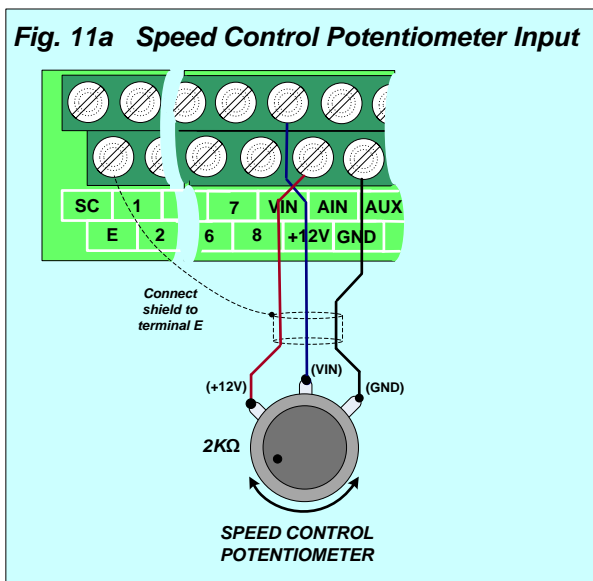 Fig. 11a Speed Control Potentiometer Input
SC 1 7 VIN AIN AUX
E 2 6 8 +12V GND
Connect
shield to
terminal E
(+12V) (VIN) (GND)
2KΩ
SPEED CONTROL
POTENTIOMETER